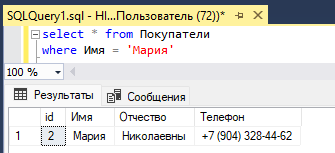 SQLQuery1.sql - HI...Пользователь (72))*
select * from Покупатели
where Имя = 'Мария'
100 %
Результаты Сообщения
id Имя Отчество Телефон
1 2 Мария Николаевны +7 (904) 328-44-62